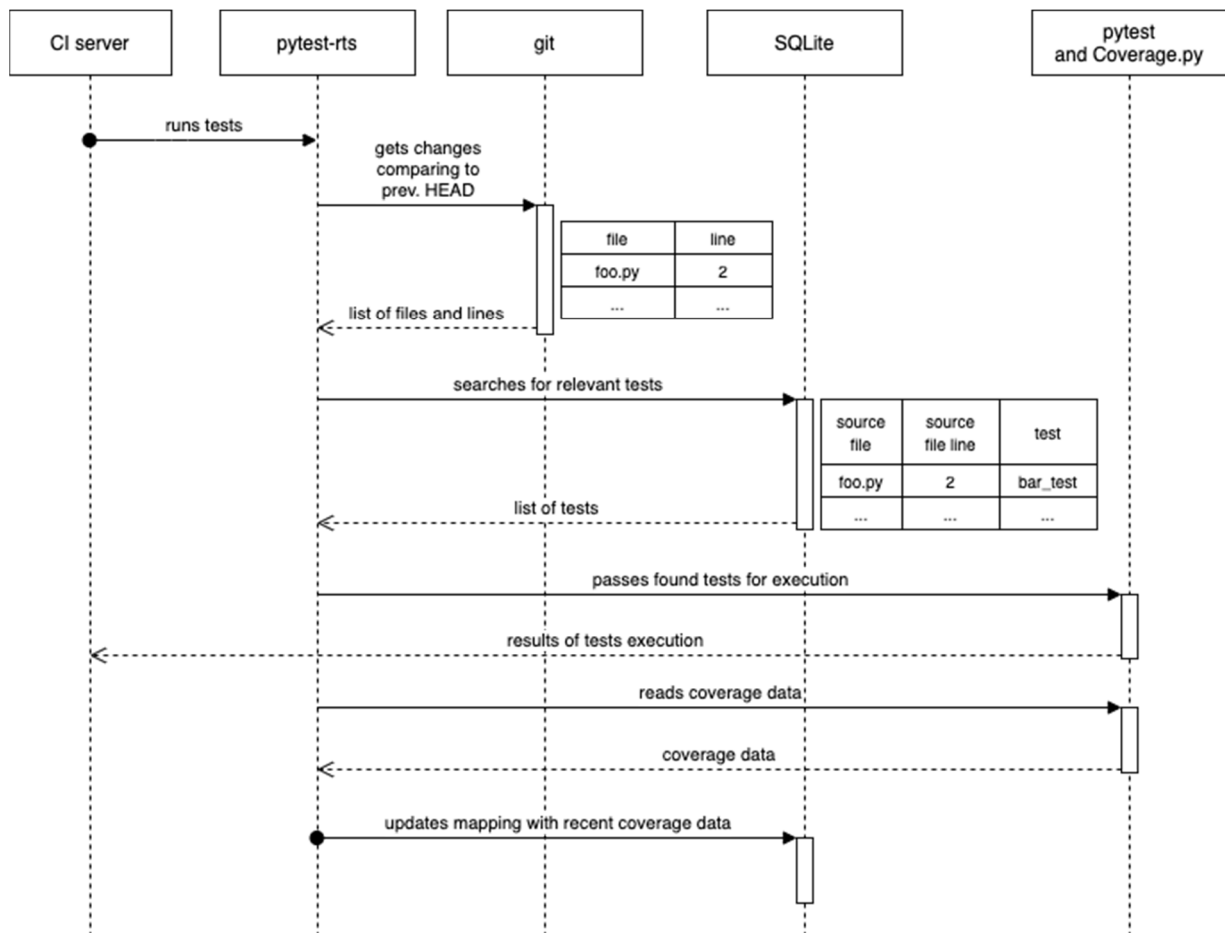 CI server
pytest-rts
git
SQLite
pytest
and Coverage.py
runs tests
gets changes
comparing to
prev. HEAD
file line
foo.py 2
... ...
list of files and lines
searches for relevant tests
source source test
file file line
foo.py 2 bar_test
... ... ...
list of tests
passes found tests for execution
results of tests execution
reads coverage data
coverage data
updates mapping with recent coverage data